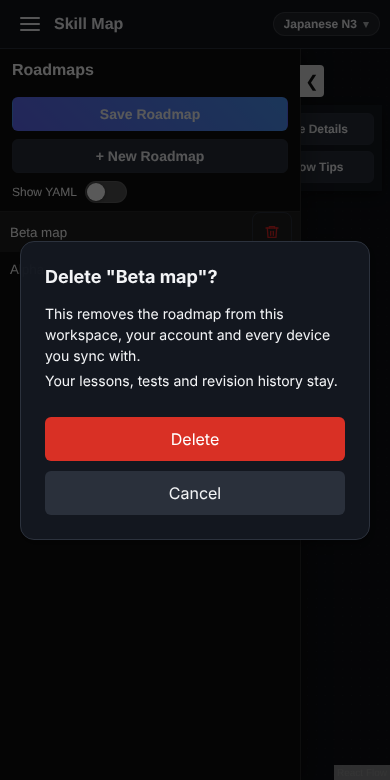 Skill Map
Japanese N3 ▾
Roadmaps
Save Roadmap
e Details
+ New Roadmap
ow Tips
Show YAML
Beta map
Delete "Beta map"?
This removes the roadmap from this
workspace, your account and every device
you sync with.
Your lessons, tests and revision history stay.
Delete
Cancel